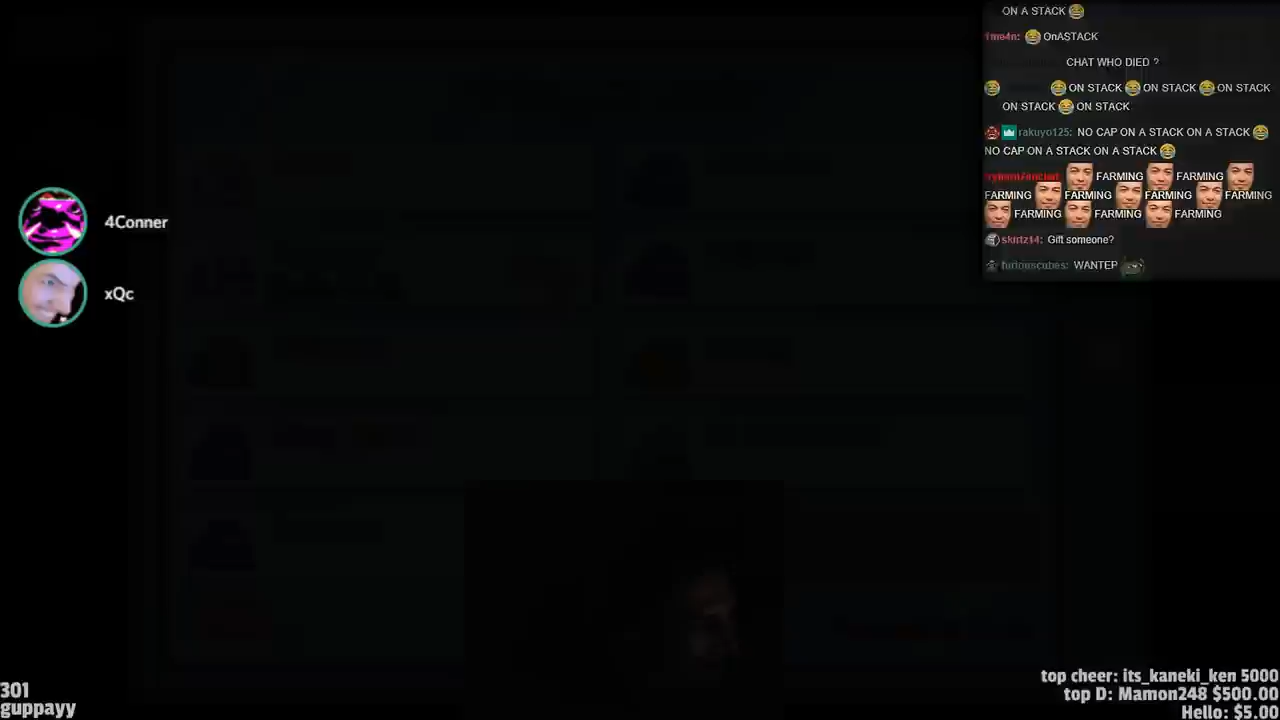 ON A STACK 😂
OnASTACK
CHAT WHO DIED ?
😂 😂 ON STACK 😂 ON STACK 😂 ON STACK
ON STACK 😂 ON STACK
rakuyo125: NO CAP ON A STACK ON A STACK 😂
NO CAP ON A STACK ON A STACK 😂
FARMING FARMING
FARMING FARMING FARMING FARMING
FARMING FARMING FARMING
skrtz14: Gift someone?
furiouscubes: WANTEP
4Conner
xQc
301
guppayy
top cheer: its_kaneki_ken 5000
top D: Mamon248 $500.00
Hello: $5.00